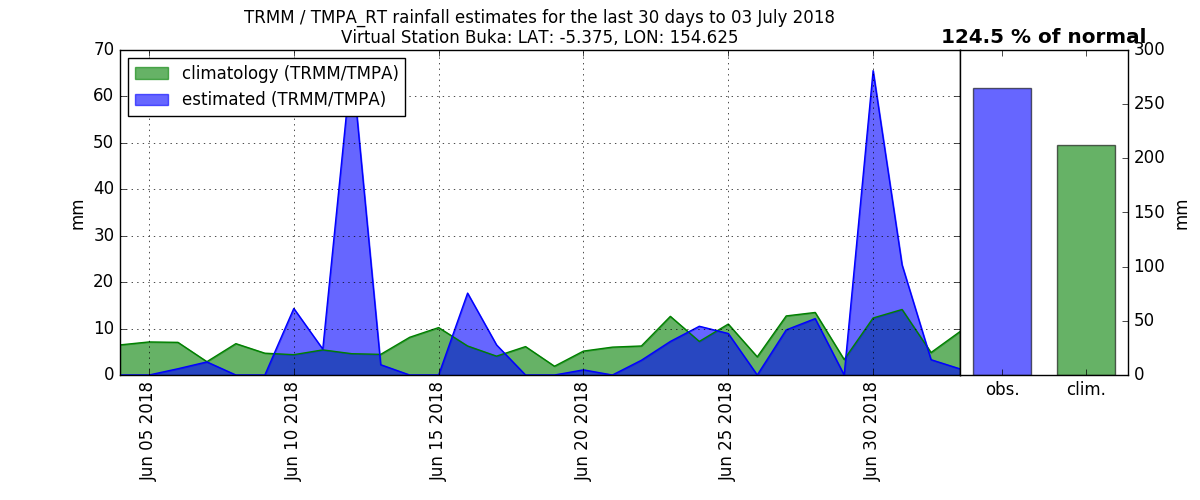 TRMM / TMPA_RT rainfall estimates for the last 30 days to 03 July 2018
Virtual Station Buka: LAT: -5.375, LON: 154.625
124.5 % of normal
climatology (TRMM/TMPA)
estimated (TRMM/TMPA)
70
60
50
40
30
20
10
0
mm
Jun 05 2018
Jun 10 2018
Jun 15 2018
Jun 20 2018
Jun 25 2018
Jun 30 2018
obs.
clim.
300
250
200
150
100
50
0
mm